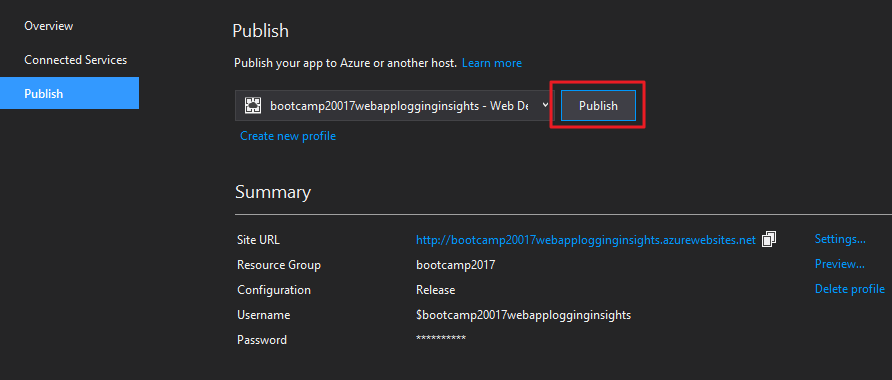 Overview
Connected Services
Publish
Publish
Publish your app to Azure or another host. Learn more
bootcamp20017webapplogginginsights - Web De
Publish
Create new profile
Summary
Site URL http://bootcamp20017webapplogginginsights.azurewebsites.net Settings...
Resource Group bootcamp2017 Preview...
Configuration Release Delete profile
Username $bootcamp20017webapplogginginsights
Password **********